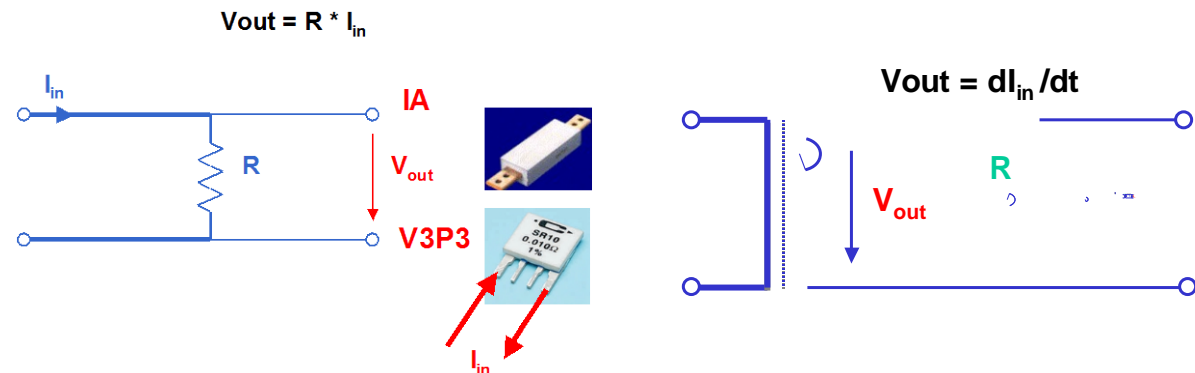 Vout = R * Iin
Iin
IA
R
Vout
V3P3
SR10
0.010Ω
1%
Iin
Vout = dIin /dt
R
Vout